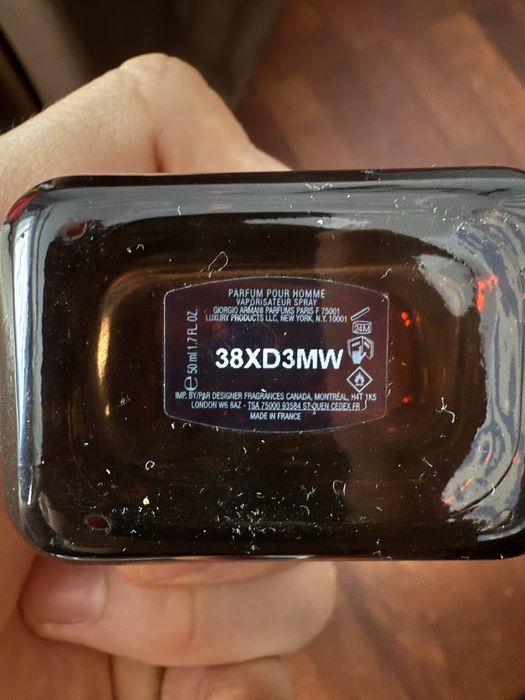 PARFUM POUR HOMME
VAPORISATEUR SPRAY
GIORGIO ARMANI PARFUMS PARIS F 75001
LUXURY PRODUCTS LLC, NEW YORK, N.Y. 10001
24M
e 50 ml 1.7 FL. OZ.
38XD3MW
IMP. BY/PAR DESIGNER FRAGRANCES CANADA, MONTRÉAL, H4T 1K5
LONDON W6 8AZ - TSA 75000 93584 ST-OUEN CEDEX FR
MADE IN FRANCE